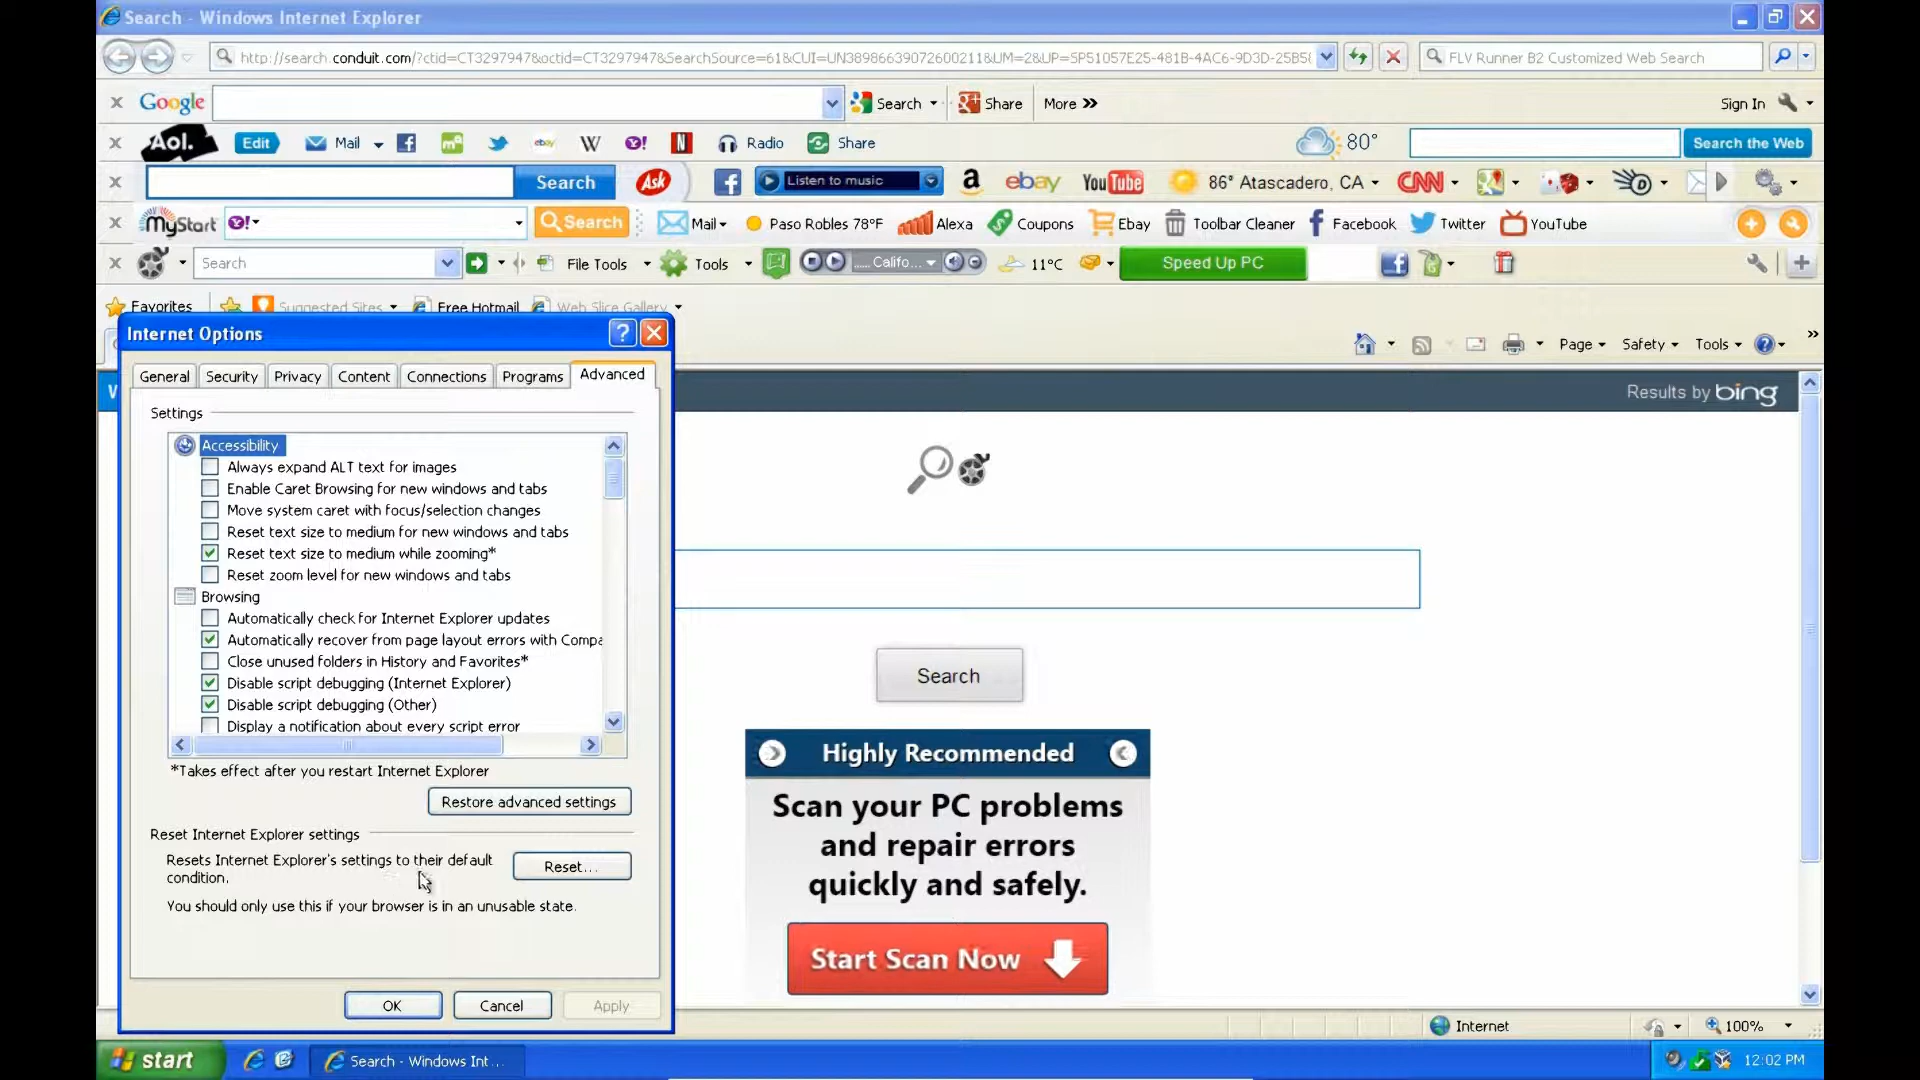 Search - Windows Internet Explorer
http://search.conduit.com/?ctid=CT3297947&octid=CT3297947&SearchSource=61&CUI=UN38986639072600211&UM=2&UP=SP51057E25-481B-4AC6-9D3D-25B58
FLV Runner B2 Customized Web Search
x Google Search Share More » Sign In
x Aol. Edit Mail f ebay W Y! N Radio Share 80° Search the Web
x Search Ask f Listen to music a ebay YouTube 86° Atascadero, CA CNN
x mystart Y! Search Mail Paso Robles 78°F Alexa Coupons Ebay Toolbar Cleaner Facebook Twitter YouTube
x Search File Tools Tools ..... Califo... 11°C Speed Up PC f
Favorites Suggested Sites Free Hotmail Web Slice Gallery
Internet Options ?
Page Safety Tools »
General Security Privacy Content Connections Programs Advanced
Results by bing
Settings
Accessibility
Always expand ALT text for images
Enable Caret Browsing for new windows and tabs
Move system caret with focus/selection changes
Reset text size to medium for new windows and tabs
Reset text size to medium while zooming*
Reset zoom level for new windows and tabs
Browsing
Automatically check for Internet Explorer updates
Automatically recover from page layout errors with Compa
Close unused folders in History and Favorites*
Disable script debugging (Internet Explorer)
Disable script debugging (Other)
Display a notification about every script error
*Takes effect after you restart Internet Explorer
Restore advanced settings
Reset Internet Explorer settings
Resets Internet Explorer's settings to their default
condition.
Reset...
You should only use this if your browser is in an unusable state.
OK Cancel Apply
Search
Highly Recommended
Scan your PC problems
and repair errors
quickly and safely.
Start Scan Now
Internet 100%
start Search - Windows Int... 12:02 PM